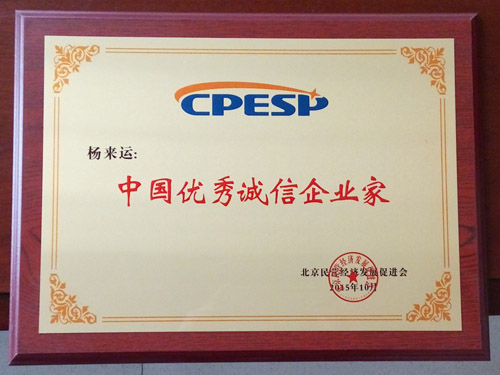 CPESP
杨来运:
中国优秀诚信企业家
北京民营经济发展促进会
2015年10月